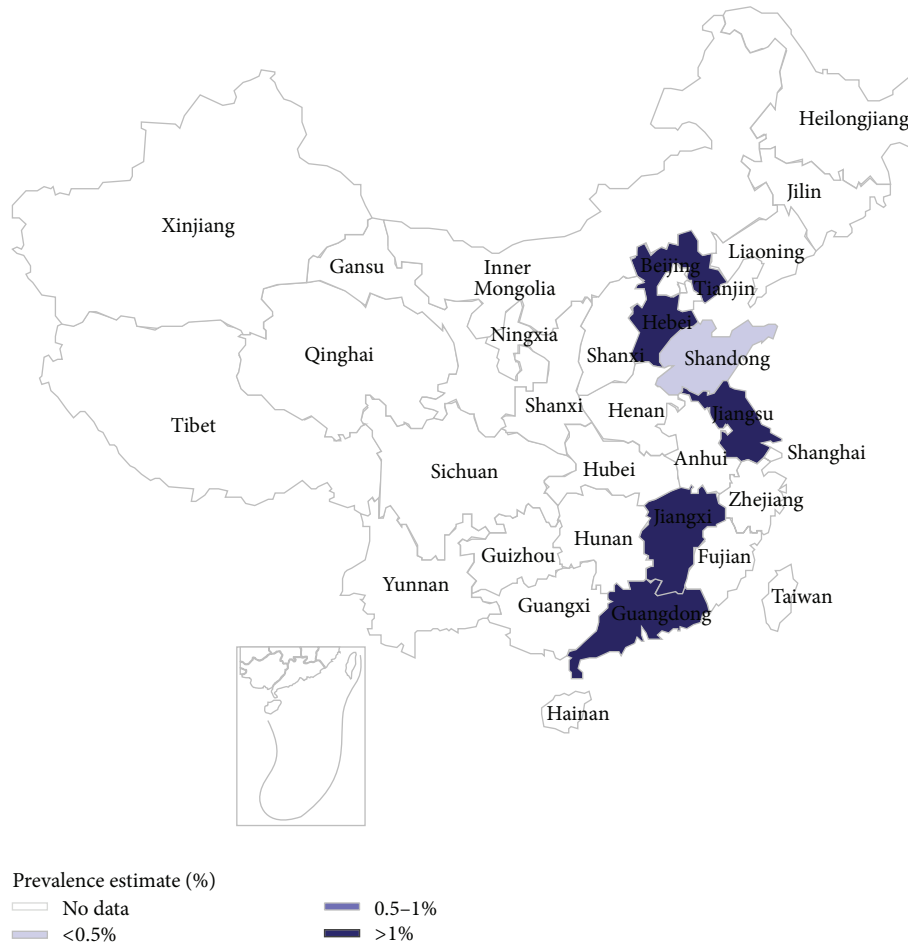 Heilongjiang
Jilin
Xinjiang
Liaoning
Gansu
Inner
Mongolia
Beijing
Tianjin
Hebei
Ningxia
Qinghai
Shanxi
Shandong
Shanxi
Henan
Jiangsu
Tibet
Shanghai
Anhui
Sichuan
Hubei
Zhejiang
Jiangxi
Hunan
Guizhou
Fujian
Yunnan
Taiwan
Guangxi
Guangdong
Hainan
Prevalence estimate (%)
No data
0.5–1%
<0.5%
>1%